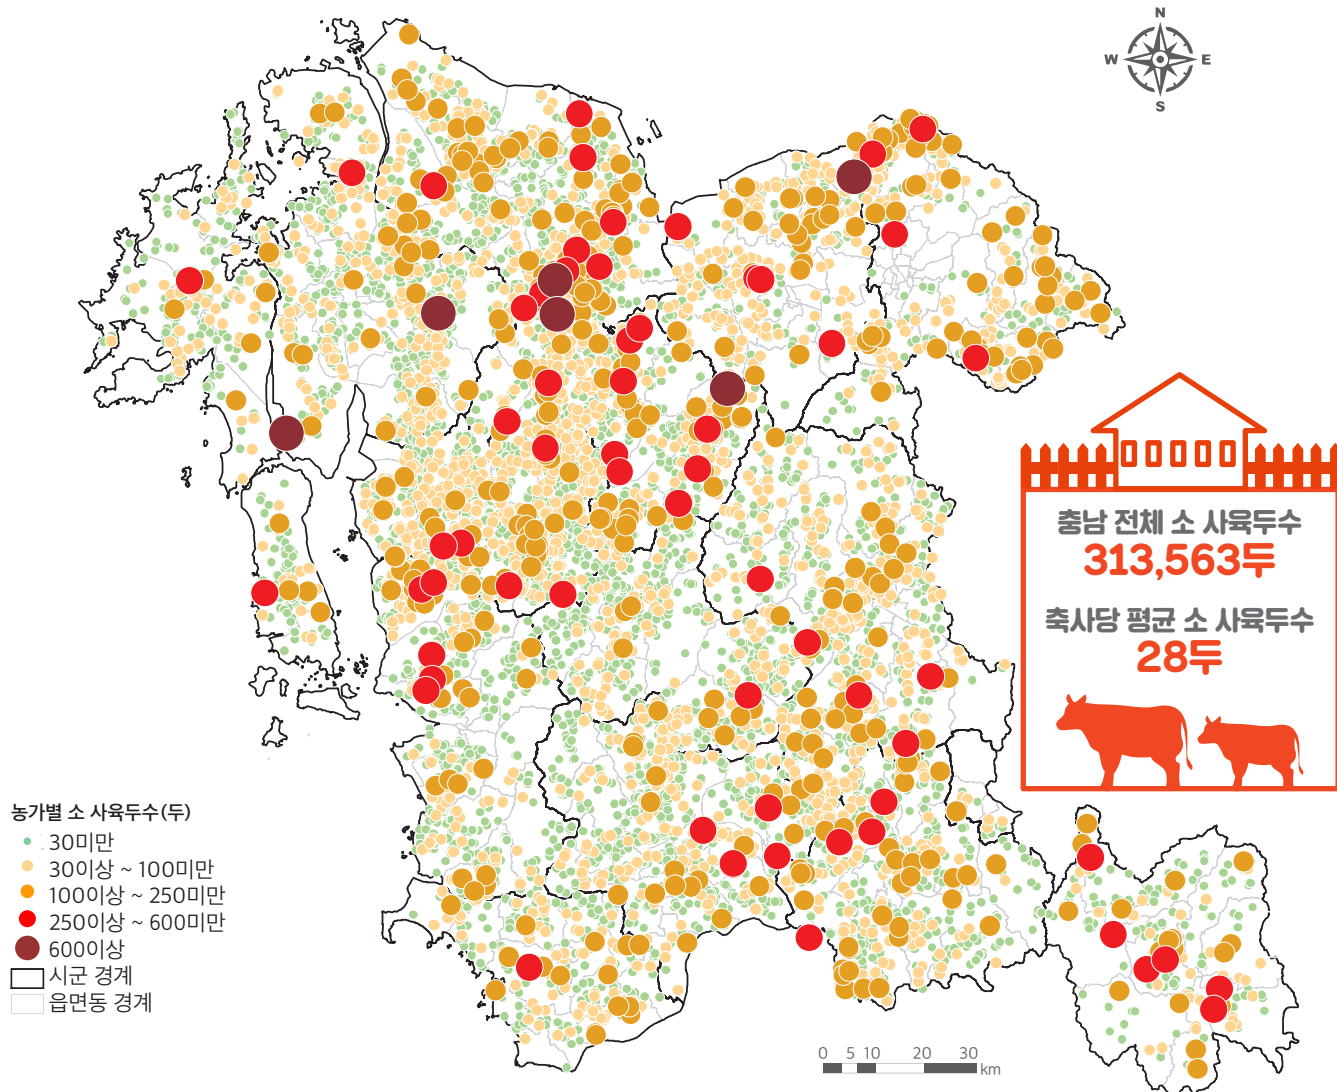 N
W E
S
충남 전체 소 사육두수
313,563두
축사당 평균 소 사육두수
28두
농가별 소 사육두수(두)
30미만
30이상 ~ 100미만
100이상 ~ 250미만
250이상 ~ 600미만
600이상
시군 경계
읍면동 경계
0 5 10 20 30
km